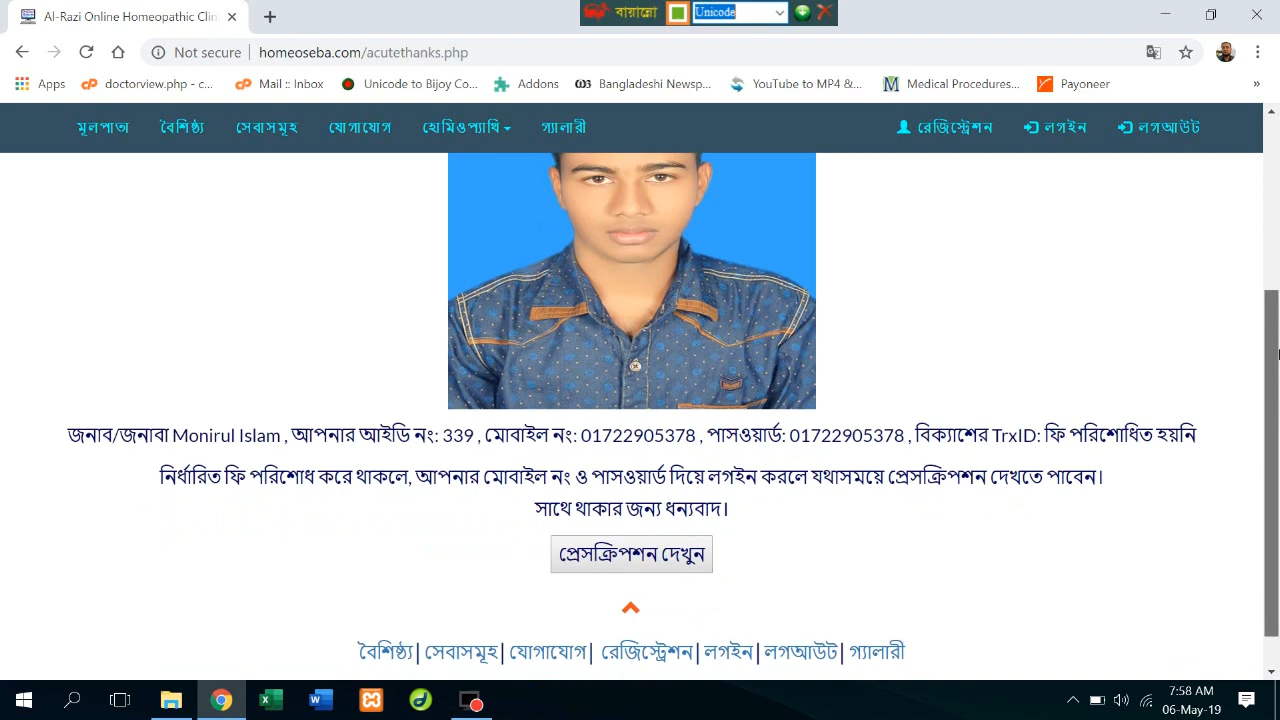 Al-Razy Online Homeopathic Clin
বায়ান্নো
Unicode
Not secure
homeoseba.com/acutethanks.php
Apps
doctorview.php - c...
Mail :: Inbox
Unicode to Bijoy Co...
Addons
Bangladeshi Newsp...
YouTube to MP4 &...
Medical Procedures...
Payoneer
»
মূলপাতা
বৈশিষ্ঠ্য
সেবাসমূহ
যোগাযোগ
হোমিওপ্যাথি
গ্যালারী
রেজিস্ট্রেশন
লগইন
লগআউট
জনাব/জনাবা Monirul Islam , আপনার আইডি নং: 339 , মোবাইল নং: 01722905378 , পাসওয়ার্ড: 01722905378 , বিক্যাশের TrxID: ফি পরিশোধিত হয়নি
নির্ধারিত ফি পরিশোধ করে থাকলে, আপনার মোবাইল নং ও পাসওয়ার্ড দিয়ে লগইন করলে যথাসময়ে প্রেসক্রিপশন দেখতে পাবেন।
সাথে থাকার জন্য ধন্যবাদ।
প্রেসক্রিপশন দেখুন
বৈশিষ্ঠ্য| সেবাসমূহ| যোগাযোগ| রেজিস্ট্রেশন| লগইন| লগআউট| গ্যালারী
7:58 AM
06-May-19